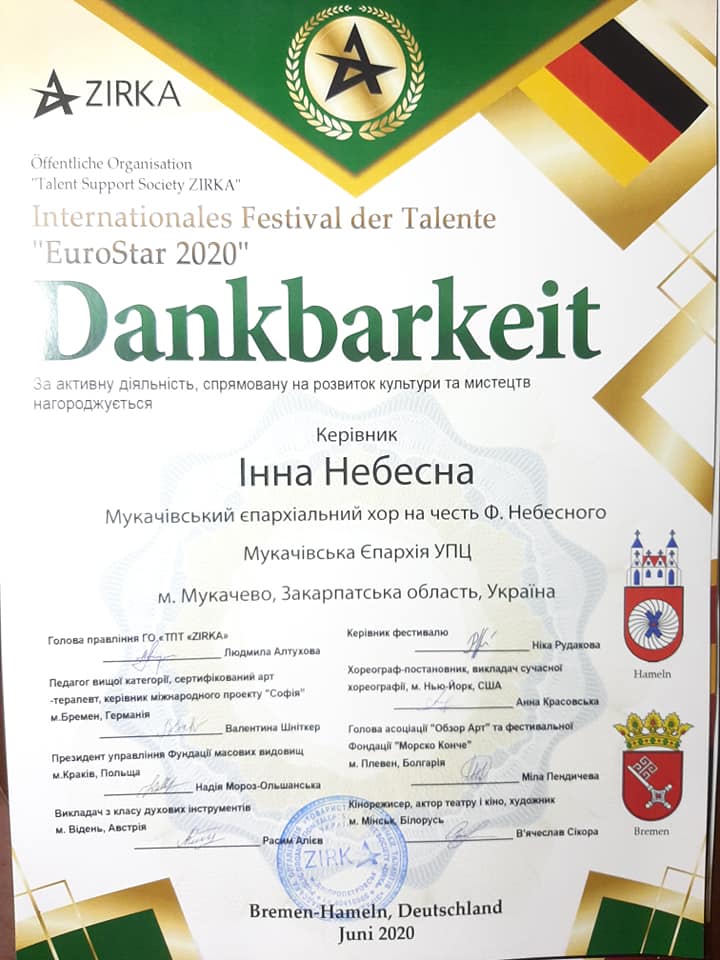 ZIRKA
Öffentliche Organisation
"Talent Support Society ZIRKA"
Internationales Festival der Talente
"EuroStar 2020"
Dankbarkeit
За активну діяльність, спрямовану на розвиток культури та мистецтв
нагороджується
Керівник
Інна Небесна
Мукачівський єпархіальний хор на честь Ф. Небесного
Мукачівська Єпархія УПЦ
м. Мукачево, Закарпатська область, Україна
Голова правління ГО «ТПТ «ZIRKA»
Людмила Алтухова
Педагог вищої категорії, сертифікований арт
-терапевт, керівник міжнародного проекту "Софія"
м.Бремен, Германія
Валентина Шніткер
Президент управління Фундації масових видовищ
м.Краків, Польща
Надія Мороз-Ольшанська
Викладач з класу духових інструментів
м. Відень, Австрія
Расим Алієв
Керівник фестивалю
Ніка Рудакова
Хореограф-постановник, викладач сучасної
хореографії, м. Нью-Йорк, США
Анна Красовська
Голова асоціації "Обзор Арт" та фестивальної
Фондації "Морско Конче"
м. Плевен, Болгарія
Міла Пендичева
Кінорежисер, актор театру і кіно, художник
м. Мінськ, Білорусь
В'ячеслав Сікора
Hameln
Bremen
ZIRKA
Bremen-Hameln, Deutschland
Juni 2020